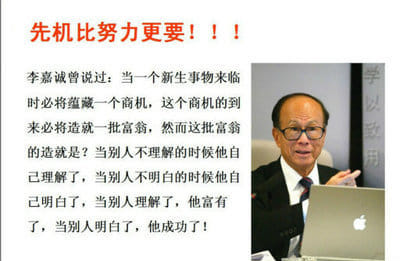 先机比努力更要！！！
李嘉诚曾说过：当一个新生事物来临
时必将蕴藏一个商机，这个商机的到
来必将造就一批富翁，然而这批富翁
的造就是？当别人不理解的时候他自
己理解了，当别人不明白的时候他自
己明白了，当别人理解了，他富有
了，当别人明白了，他成功了！
学以致用